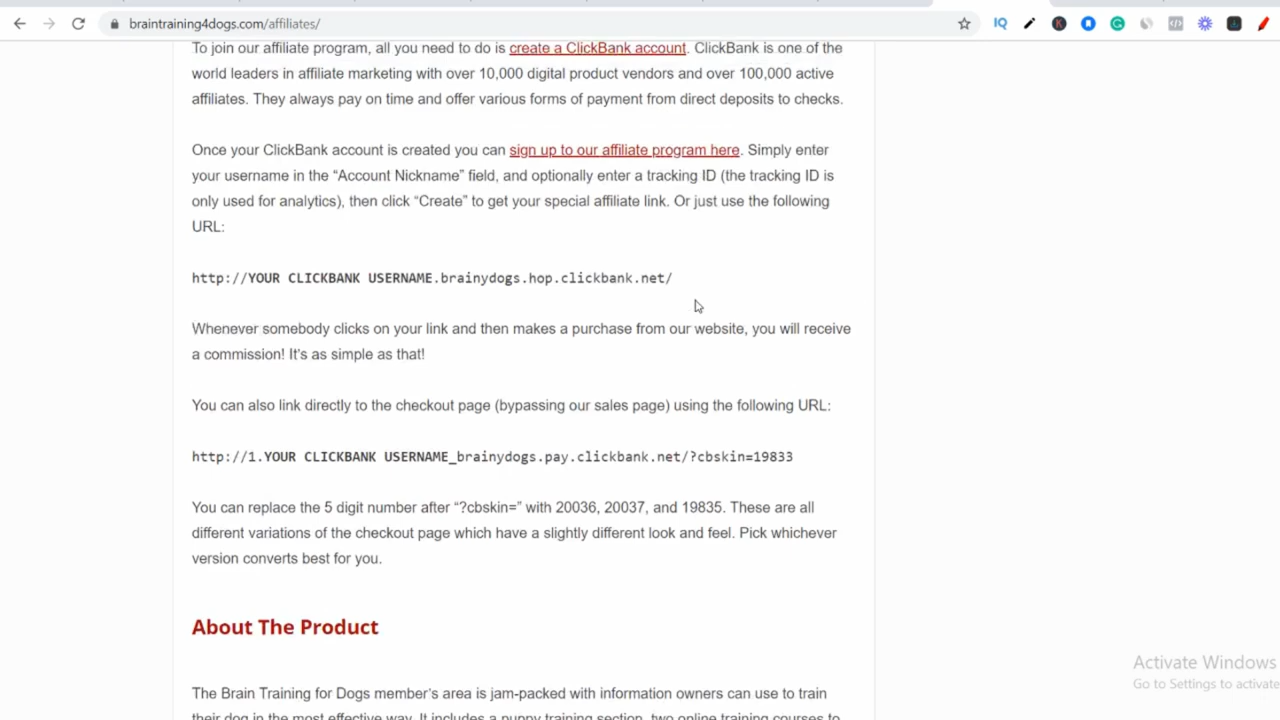 braintraining4dogs.com/affiliates/
To join our affiliate program, all you need to do is create a ClickBank account. ClickBank is one of the
world leaders in affiliate marketing with over 10,000 digital product vendors and over 100,000 active
affiliates. They always pay on time and offer various forms of payment from direct deposits to checks.
Once your ClickBank account is created you can sign up to our affiliate program here. Simply enter
your username in the “Account Nickname” field, and optionally enter a tracking ID (the tracking ID is
only used for analytics), then click “Create” to get your special affiliate link. Or just use the following
URL:
http://YOUR CLICKBANK USERNAME.brainydogs.hop.clickbank.net/
Whenever somebody clicks on your link and then makes a purchase from our website, you will receive
a commission! It's as simple as that!
You can also link directly to the checkout page (bypassing our sales page) using the following URL:
http://1.YOUR CLICKBANK USERNAME_brainydogs.pay.clickbank.net/?cbskin=19833
You can replace the 5 digit number after “?cbskin=” with 20036, 20037, and 19835. These are all
different variations of the checkout page which have a slightly different look and feel. Pick whichever
version converts best for you.
About The Product
The Brain Training for Dogs member's area is jam-packed with information owners can use to train
their dog in the most effective way. It includes a puppy training section, two online training courses to
Activate Windows
Go to Settings to activate